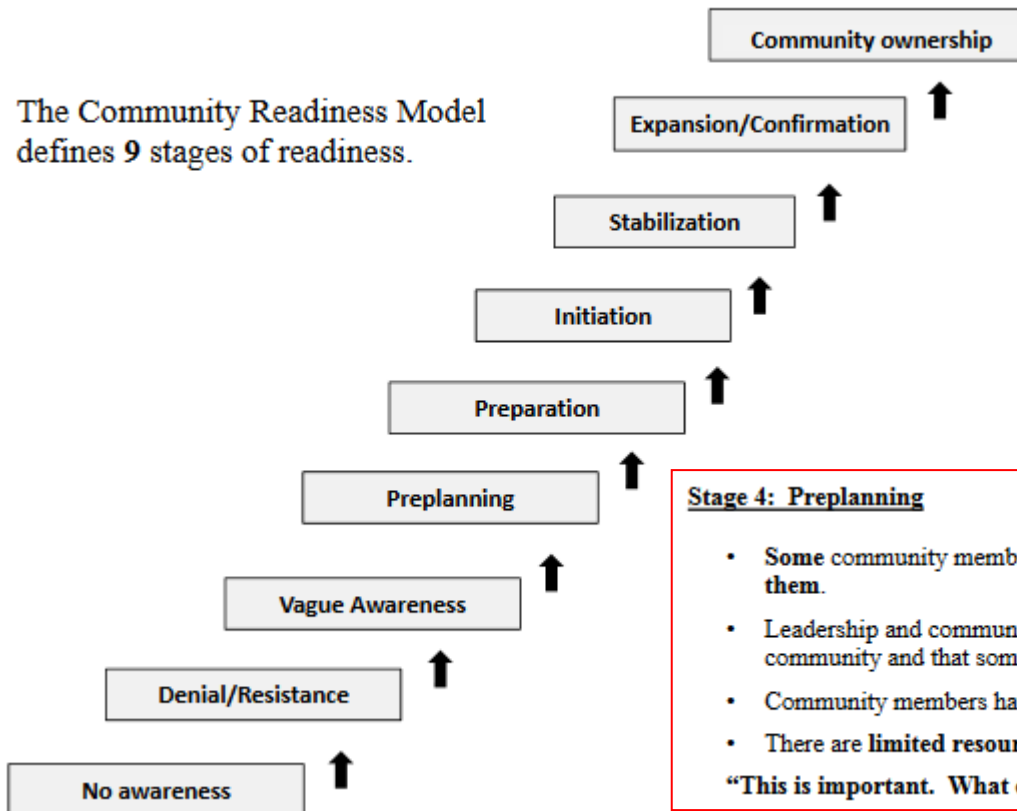 Community ownership
The Community Readiness Model
defines 9 stages of readiness.
Expansion/Confirmation
Stabilization
Initiation
Preparation
Preplanning
Vague Awareness
Denial/Resistance
No awareness
Stage 4: Preplanning
• Some community memb
them.
• Leadership and commun
community and that som
• Community members ha
• There are limited resour
“This is important. What